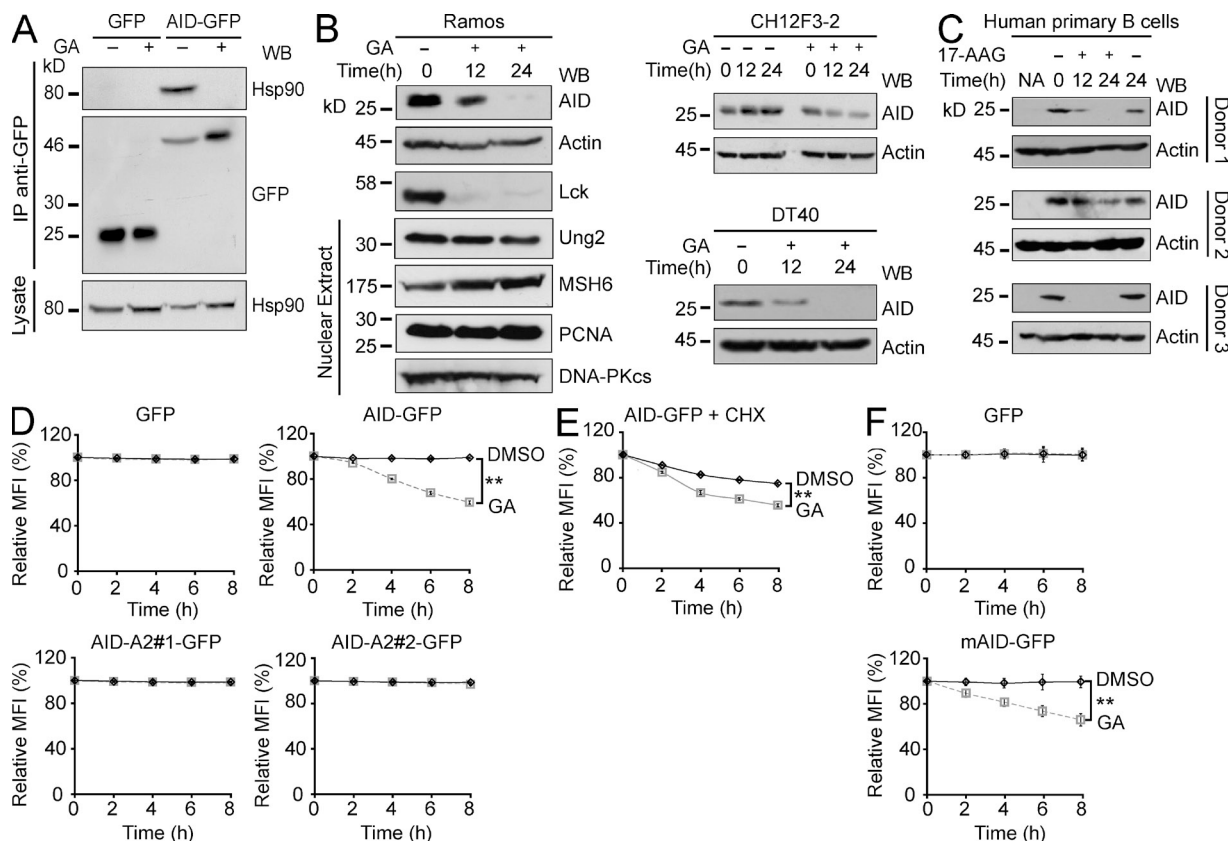 A
GFP AID-GFP
GA – + – + WB
kD
80 Hsp90
46
30
25
GFP
IP anti-GFP
80 Hsp90
Lysate
B
Ramos
GA – + +
Time(h) 0 12 24 WB
kD 25 AID
45 Actin
58
Lck
30 Ung2
175 MSH6
30
25
PCNA
DNA-PKcs
Nuclear Extract
CH12F3-2
GA – – – + + +
Time(h) 0 12 24 0 12 24 WB
25 AID
45 Actin
DT40
GA – + +
Time(h) 0 12 24 WB
25 AID
45 Actin
C
Human primary B cells
17-AAG – + + –
Time(h) NA 0 12 24 24 WB
kD 25 AID
45 Actin
Donor 1
25 AID
45 Actin
Donor 2
25 AID
45 Actin
Donor 3
D
GFP
Relative MFI (%)
120
80
40
0
0 2 4 6 8
Time (h)
AID-GFP
Relative MFI (%)
120
80
40
0
0 2 4 6 8
Time (h)
DMSO
**
GA
AID-A2#1-GFP
Relative MFI (%)
120
80
40
0
0 2 4 6 8
Time (h)
AID-A2#2-GFP
Relative MFI (%)
120
80
40
0
0 2 4 6 8
Time (h)
E
AID-GFP + CHX
Relative MFI (%)
120
80
40
0
0 2 4 6 8
Time (h)
DMSO
**
GA
F
GFP
Relative MFI (%)
120
80
40
0
0 2 4 6 8
Time (h)
mAID-GFP
Relative MFI (%)
120
80
40
0
0 2 4 6 8
Time (h)
DMSO
**
GA